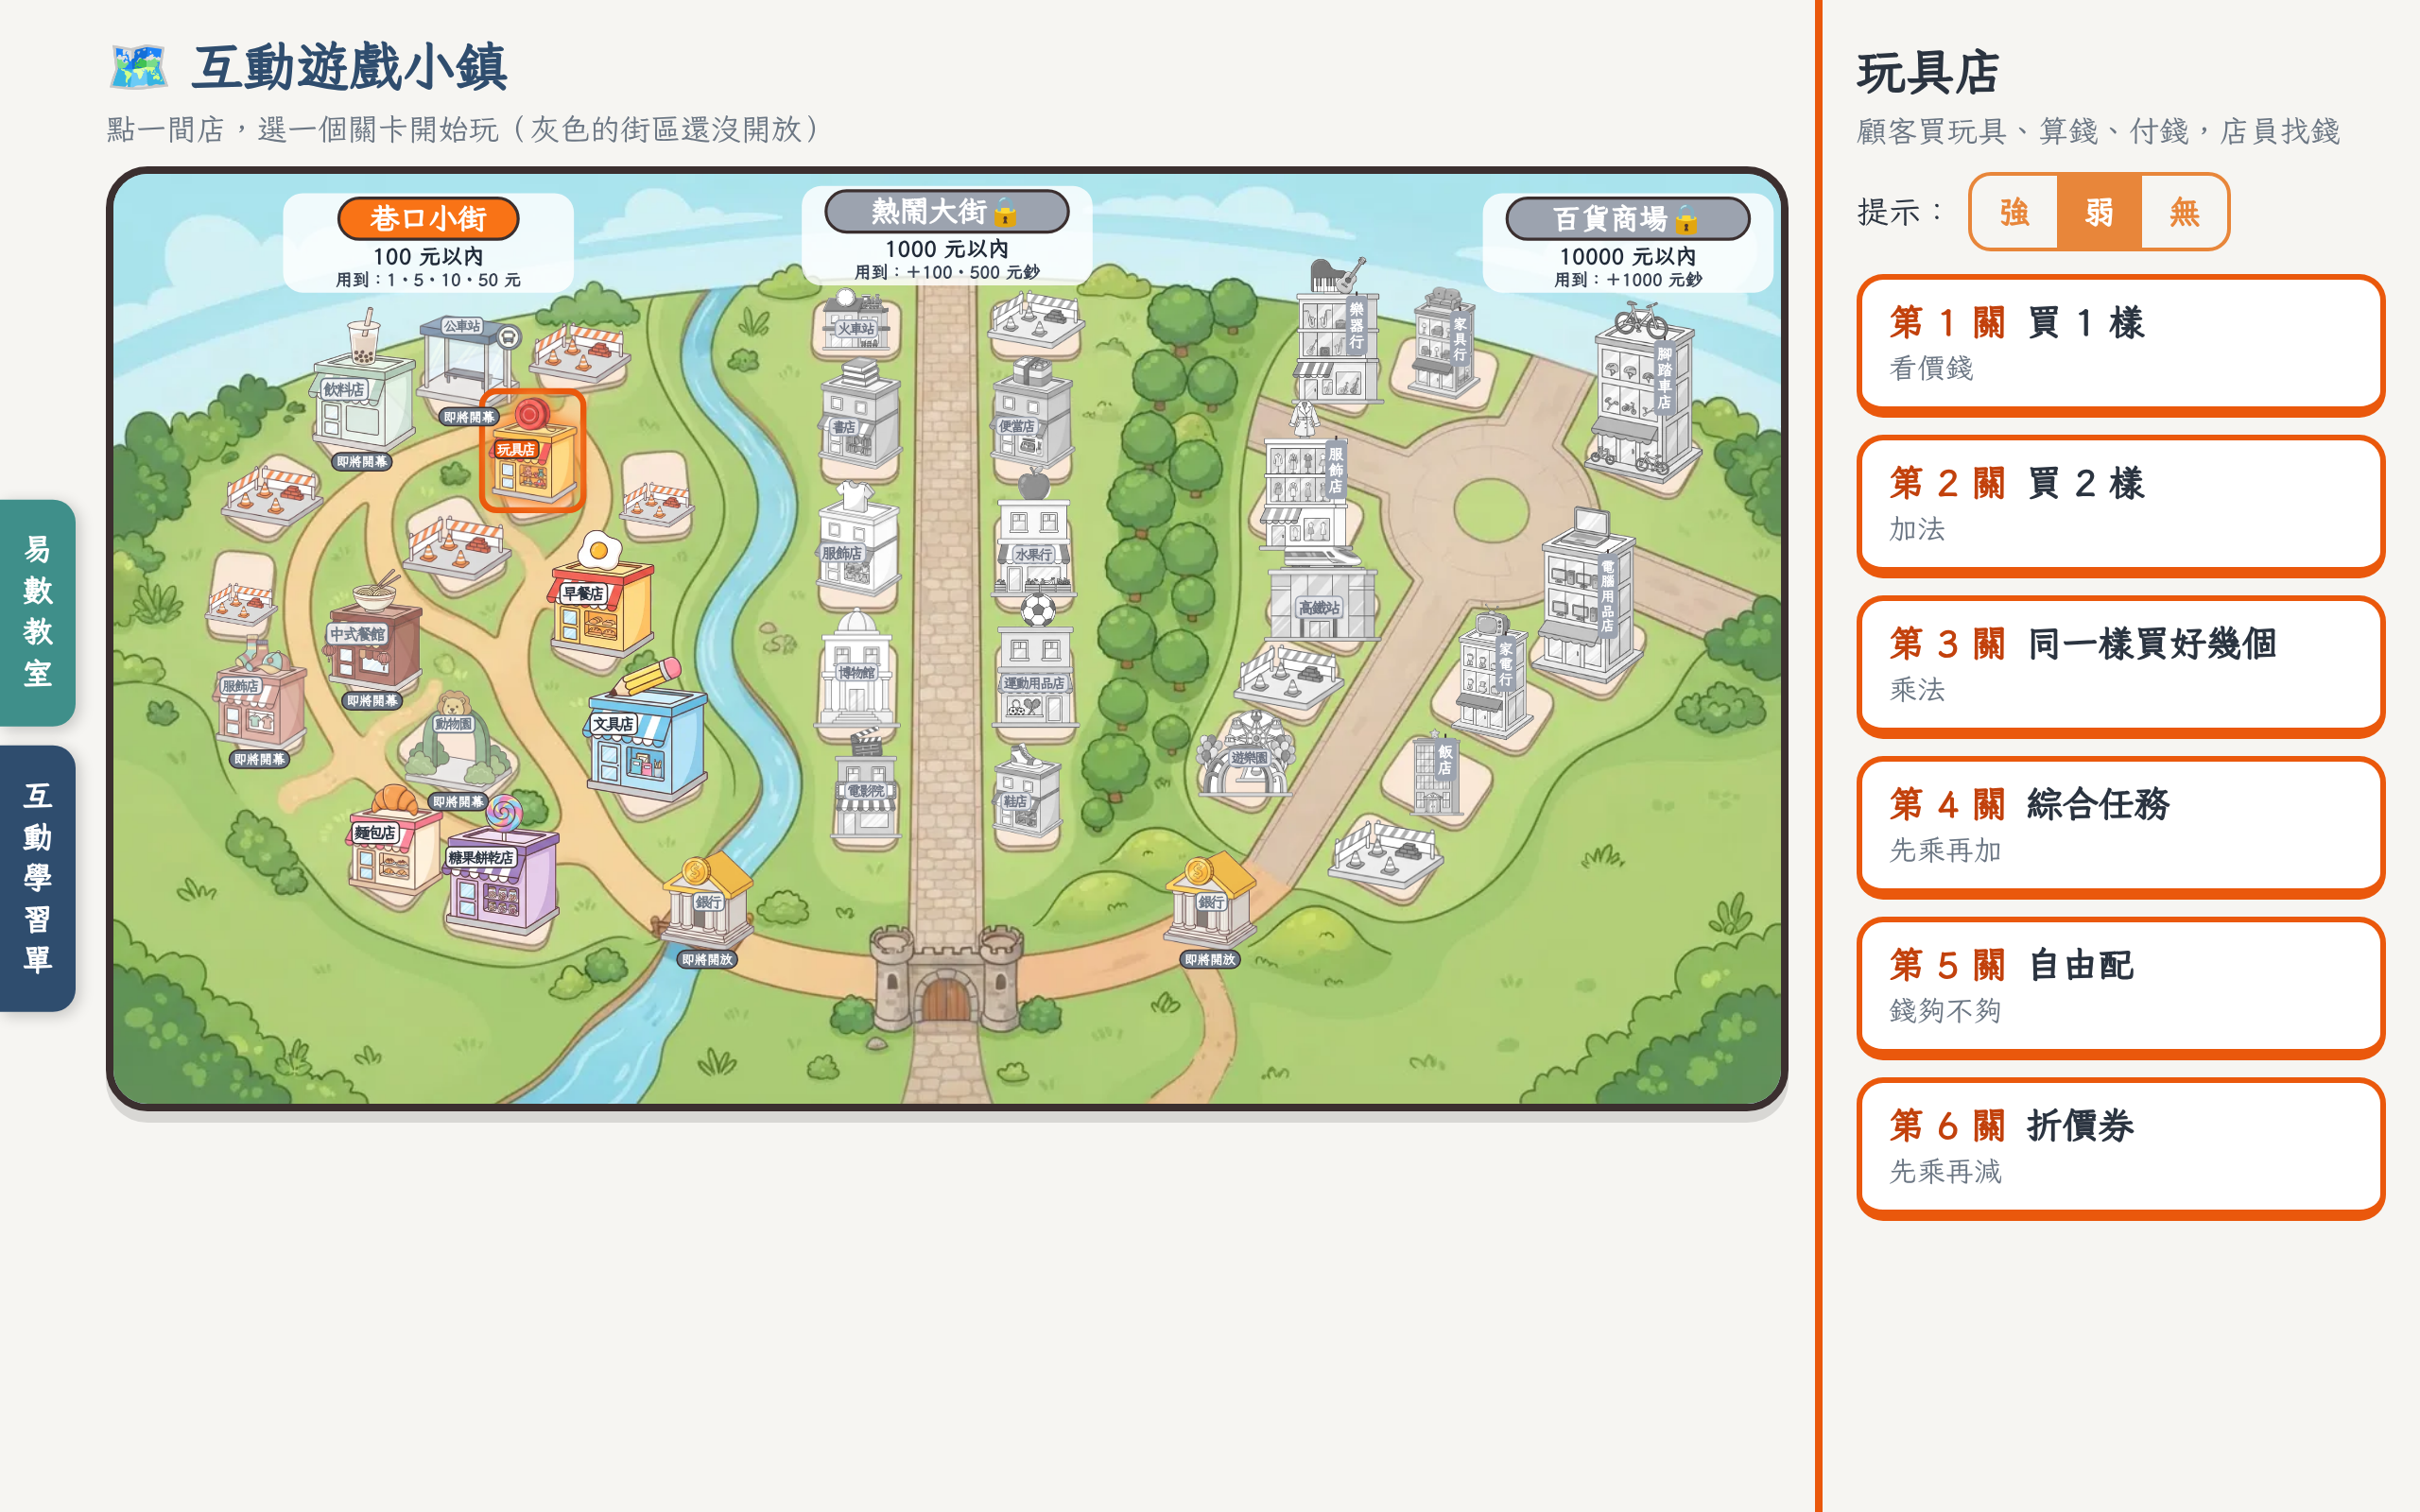 互動遊戲小鎮
點一間店，選一個關卡開始玩（灰色的街區還沒開放）
巷口小街
100 元以內
用到：1・5・10・50 元
熱鬧大街
1000 元以內
用到：＋100・500 元鈔
百貨商場
10000 元以內
用到：＋1000 元鈔
飲料店
即將開幕
公車站
即將開幕
玩具店
早餐店
中式餐館
即將開幕
服飾店
即將開幕
動物園
即將開幕
文具店
麵包店
糖果餅乾店
銀行
即將開放
火車站
書店
便當店
服飾店
水果行
博物館
運動用品店
電影院
鞋店
樂器行
家具行
腳踏車店
服飾店
高鐵站
電腦用品店
家電行
遊樂園
飯店
銀行
即將開放
易數教室
互動學習單
玩具店
顧客買玩具、算錢、付錢，店員找錢
提示：
強
弱
無
第 1 關 買 1 樣
看價錢
第 2 關 買 2 樣
加法
第 3 關 同一樣買好幾個
乘法
第 4 關 綜合任務
先乘再加
第 5 關 自由配
錢夠不夠
第 6 關 折價券
先乘再減